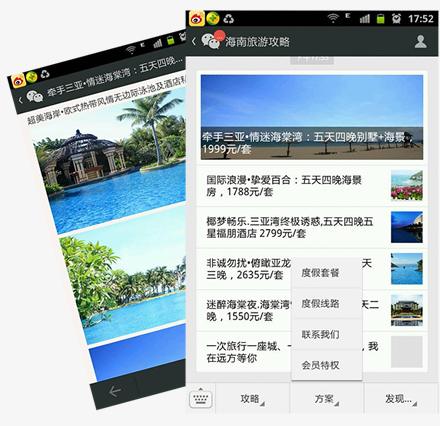 牵手三亚•情迷海棠湾：五天四晚...
超美海岸•欧式热带风情无边际泳池及酒店私
E
17:52
海南旅游攻略
牵手三亚•情迷海棠湾：五天四晚别墅+海景
1999元/套
国际浪漫•挚爱百合：五天四晚海景
房，1788元/套
椰梦畅乐.三亚湾终极诱惑,五天四晚五
星福朋酒店 2799元/套
非诚勿扰•俯瞰亚龙
天
三晚，2635元/套
迷醉海棠夜.海棠湾
天二
晚，1550元/套
一次旅行一座城、一
，我
在远方等你
度假套餐
度假线路
联系我们
会员特权
攻略
方案
发现...